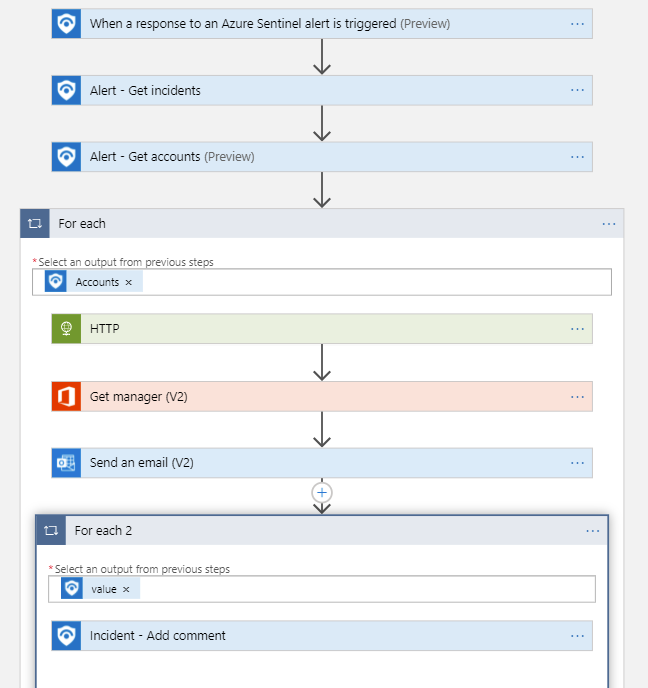 When a response to an Azure Sentinel alert is triggered (Preview)
Alert - Get incidents
Alert - Get accounts (Preview)
For each
*Select an output from previous steps
Accounts ×
HTTP
Get manager (V2)
Send an email (V2)
For each 2
*Select an output from previous steps
value ×
Incident - Add comment